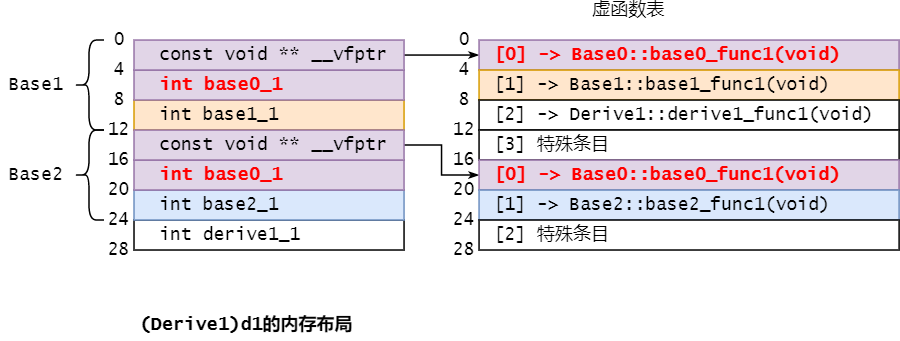 虚函数表
0
const void ** __vfptr
4
int base0_1
8
int base1_1
12
const void ** __vfptr
16
int base0_1
20
int base2_1
24
int derive1_1
28
Base1
Base2
0
[0] -> Base0::base0_func1(void)
4
[1] -> Base1::base1_func1(void)
8
[2] -> Derive1::derive1_func1(void)
12
[3] 特殊条目
16
[0] -> Base0::base0_func1(void)
20
[1] -> Base2::base2_func1(void)
24
[2] 特殊条目
28
(Derive1)d1的内存布局